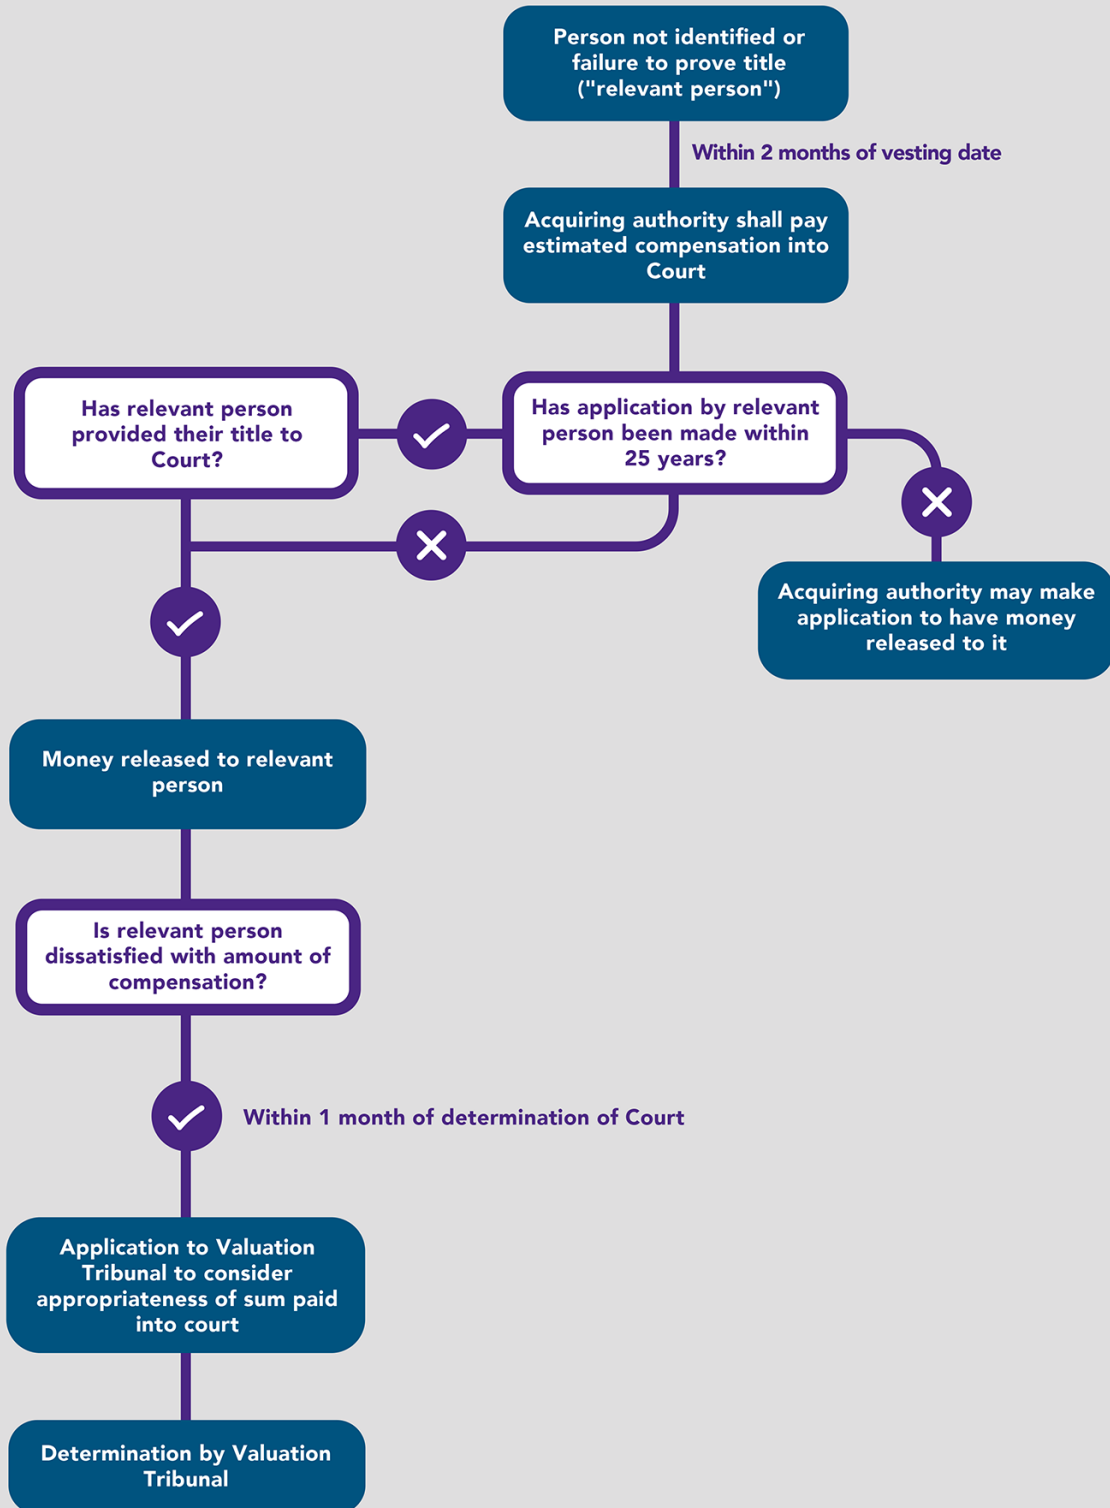 Person not identified or
failure to prove title
("relevant person")
Within 2 months of vesting date
Acquiring authority shall pay
estimated compensation into
Court
Has relevant person
provided their title to
Court?
Has application by relevant
person been made within
25 years?
Acquiring authority may make
application to have money
released to it
Money released to relevant
person
Is relevant person
dissatisfied with amount of
compensation?
Within 1 month of determination of Court
Application to Valuation
Tribunal to consider
appropriateness of sum paid
into court
Determination by Valuation
Tribunal